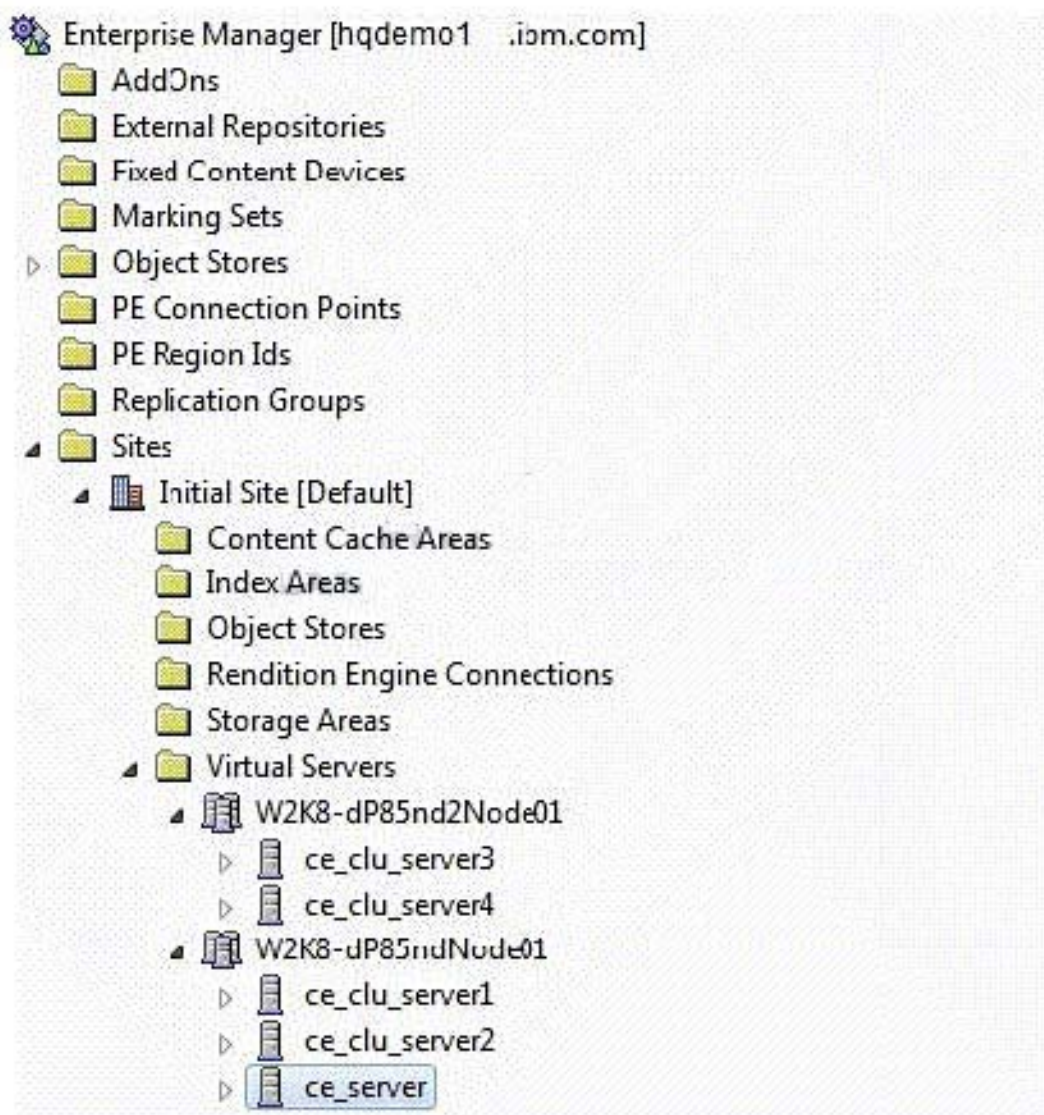 Enterprise Manager [hqdemo1 .ibm.com]
AddOns
External Repositories
Fixed Content Devices
Marking Sets
Object Stores
PE Connection Points
PE Region Ids
Replication Groups
Sites
Initial Site [Default]
Content Cache Areas
Index Areas
Object Stores
Rendition Engine Connections
Storage Areas
Virtual Servers
W2K8-dP85nd2Node01
ce_clu_server3
ce_clu_server4
W2K8-dP85ndNode01
ce_clu_server1
ce_clu_server2
ce_server